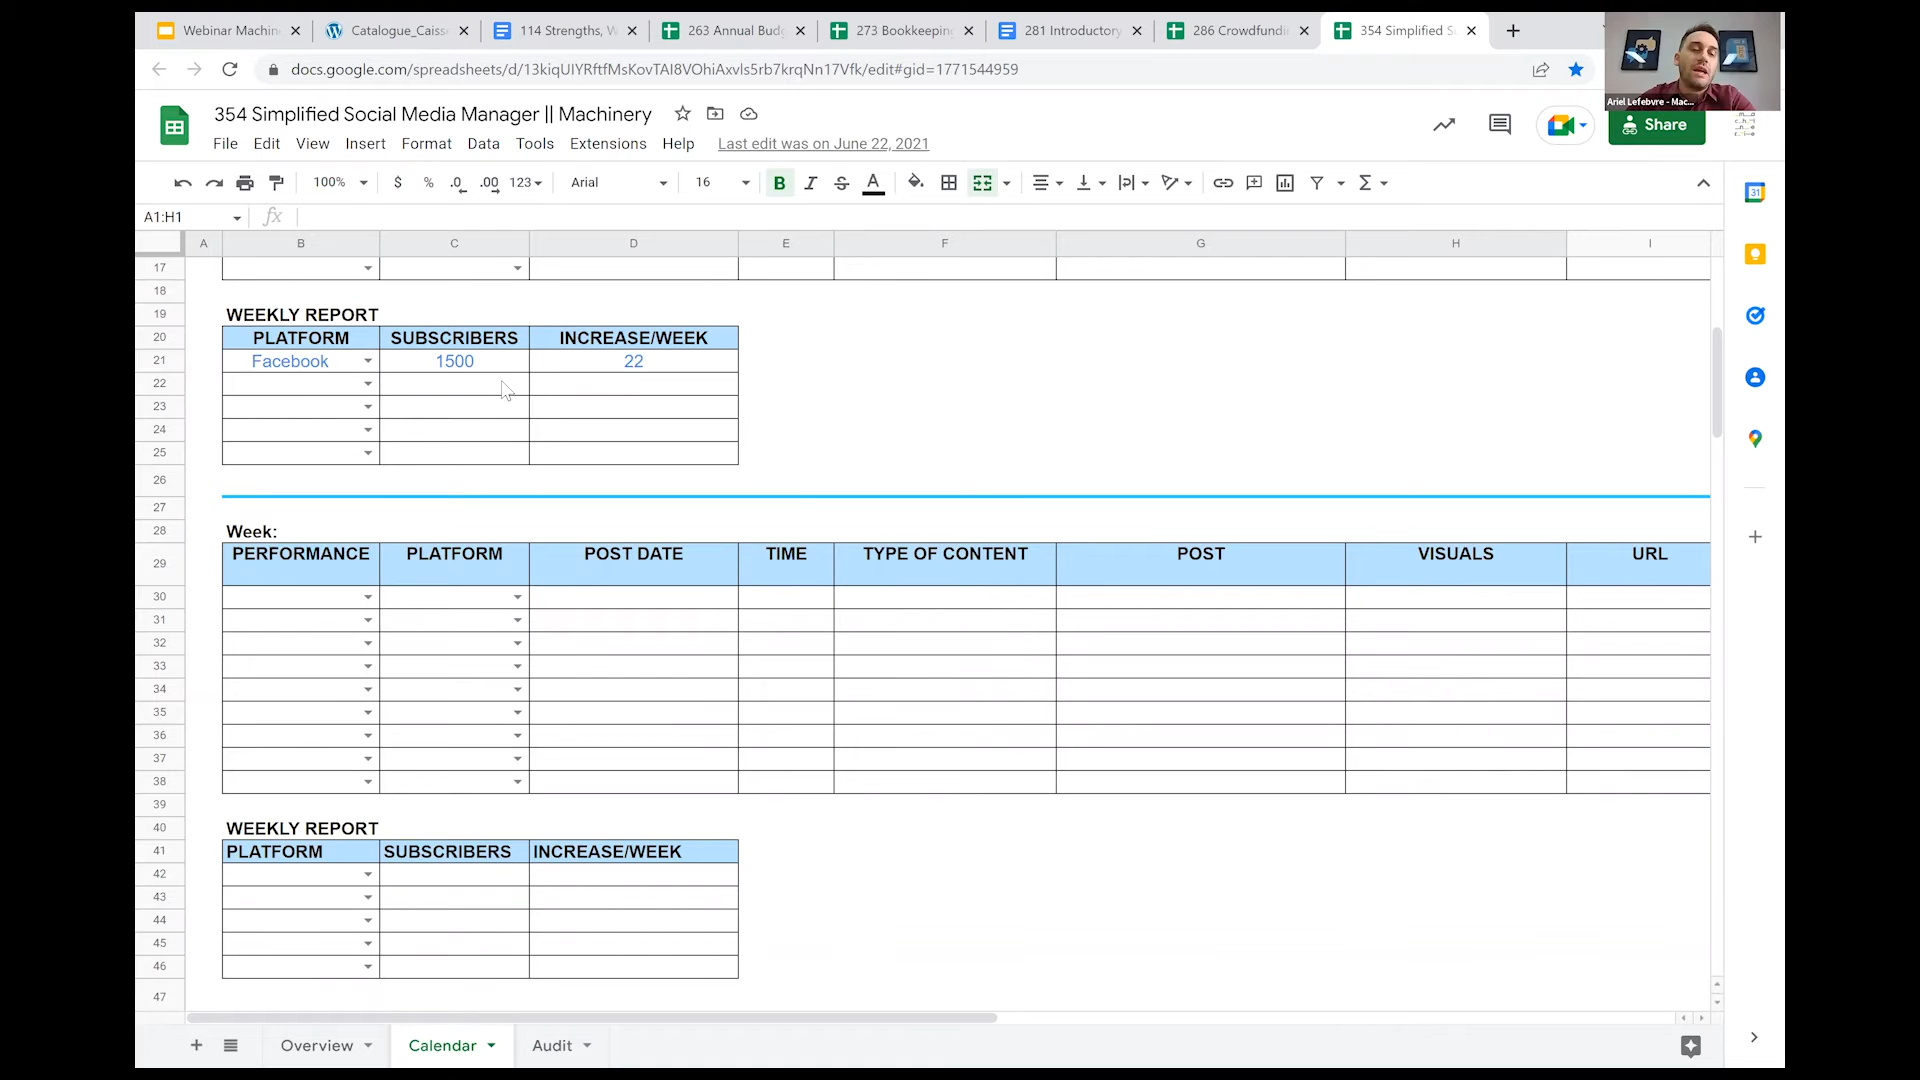 Webinar Machin
Catalogue_Caiss
114 Strengths, W
263 Annual Budg
273 Bookkeeping
281 Introductory
286 Crowdfundi
354 Simplified S
docs.google.com/spreadsheets/d/13kiqUIYRftfMsKovTAI8VOhiAxvls5rb7krqNn17Vfk/edit#gid=1771544959
Ariel Lefebvre - Mac...
354 Simplified Social Media Manager || Machinery
Share
File Edit View Insert Format Data Tools Extensions Help Last edit was on June 22, 2021
100% $ % .0 .00 123 Arial 16 B I S A
A1:H1 fx
A B C D E F G H I
17
18
19 WEEKLY REPORT
20 PLATFORM SUBSCRIBERS INCREASE/WEEK
21 Facebook 1500 22
22
23
24
25
26
27
28 Week:
29 PERFORMANCE PLATFORM POST DATE TIME TYPE OF CONTENT POST VISUALS URL
30
31
32
33
34
35
36
37
38
39
40 WEEKLY REPORT
41 PLATFORM SUBSCRIBERS INCREASE/WEEK
42
43
44
45
46
47
Overview Calendar Audit
31